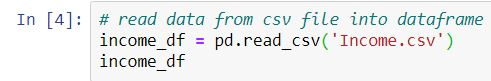 In [4]: # read data from csv file into dataframe
income_df = pd.read_csv('Income.csv')
income_df